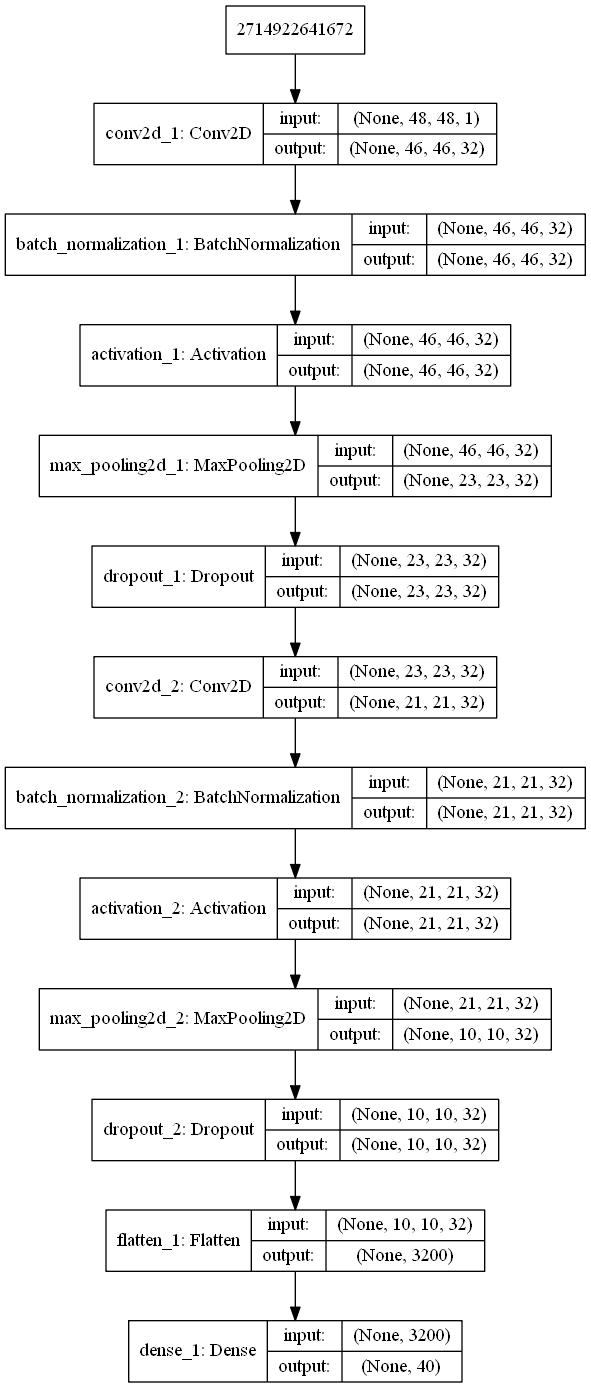 2714922641672
conv2d_1: Conv2D
input: (None, 48, 48, 1)
output: (None, 46, 46, 32)
batch_normalization_1: BatchNormalization
input: (None, 46, 46, 32)
output: (None, 46, 46, 32)
activation_1: Activation
input: (None, 46, 46, 32)
output: (None, 46, 46, 32)
max_pooling2d_1: MaxPooling2D
input: (None, 46, 46, 32)
output: (None, 23, 23, 32)
dropout_1: Dropout
input: (None, 23, 23, 32)
output: (None, 23, 23, 32)
conv2d_2: Conv2D
input: (None, 23, 23, 32)
output: (None, 21, 21, 32)
batch_normalization_2: BatchNormalization
input: (None, 21, 21, 32)
output: (None, 21, 21, 32)
activation_2: Activation
input: (None, 21, 21, 32)
output: (None, 21, 21, 32)
max_pooling2d_2: MaxPooling2D
input: (None, 21, 21, 32)
output: (None, 10, 10, 32)
dropout_2: Dropout
input: (None, 10, 10, 32)
output: (None, 10, 10, 32)
flatten_1: Flatten
input: (None, 10, 10, 32)
output: (None, 3200)
dense_1: Dense
input: (None, 3200)
output: (None, 40)